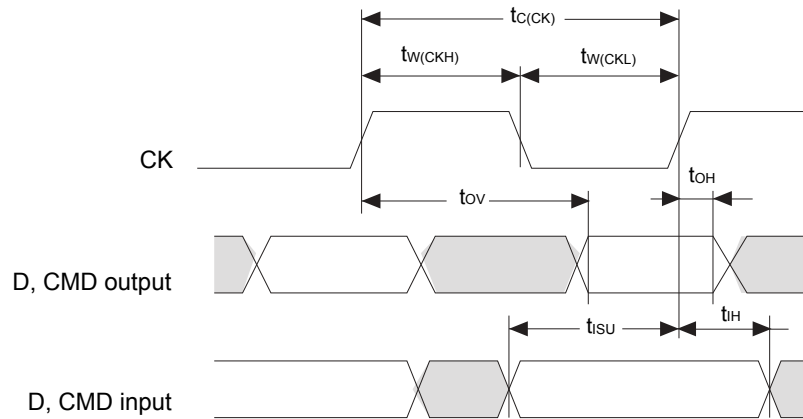 tC(CK)
tW(CKH) tW(CKL)
CK
tOV tOH
D, CMD output
tISU tIH
D, CMD input